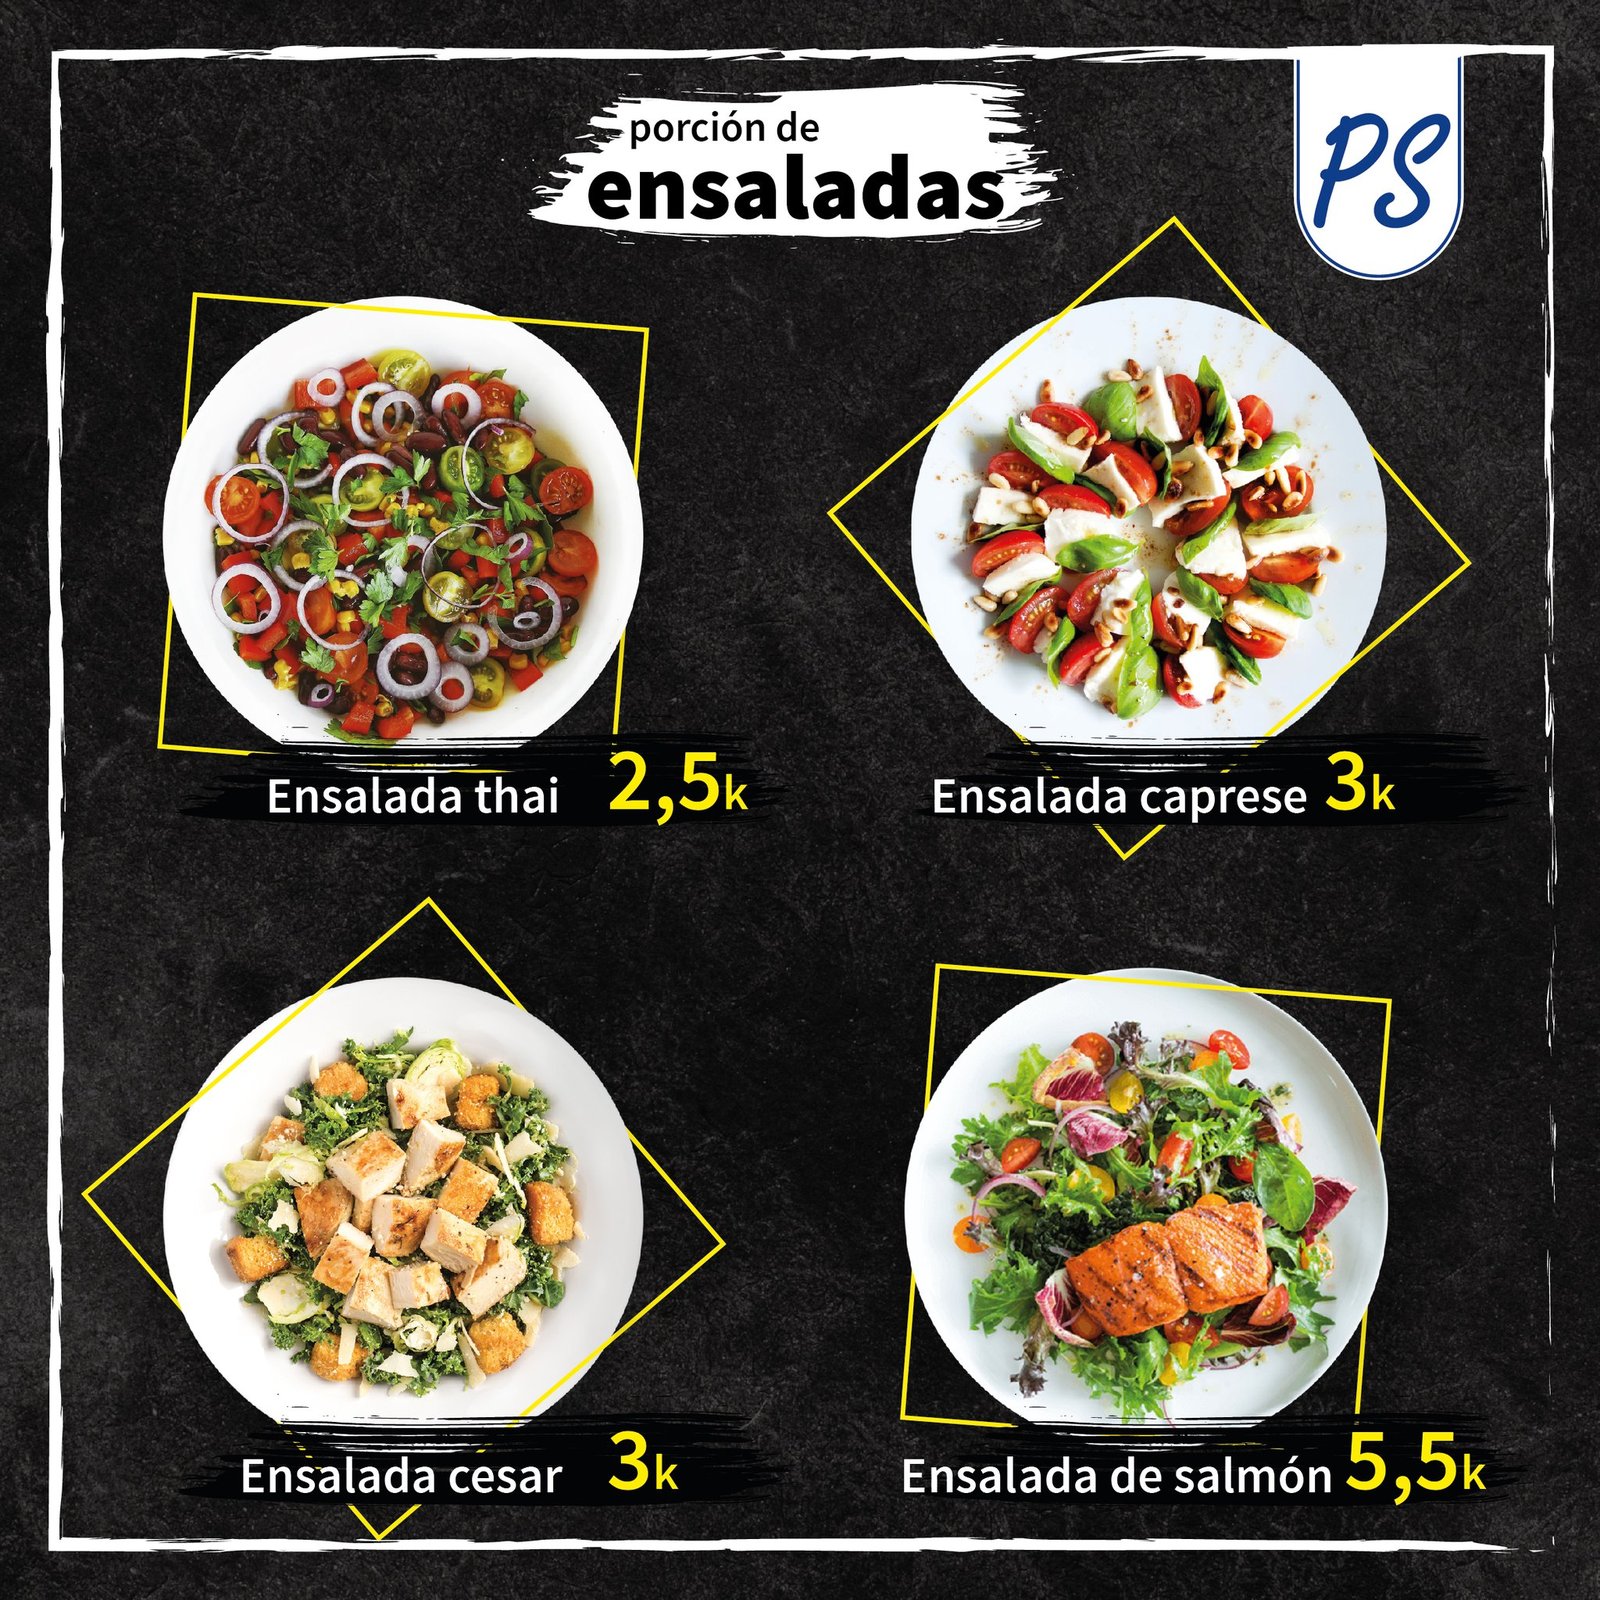 porción de
ensaladas
PS
Ensalada thai 2,5k
Ensalada caprese 3k
Ensalada cesar 3k
Ensalada de salmón 5,5k